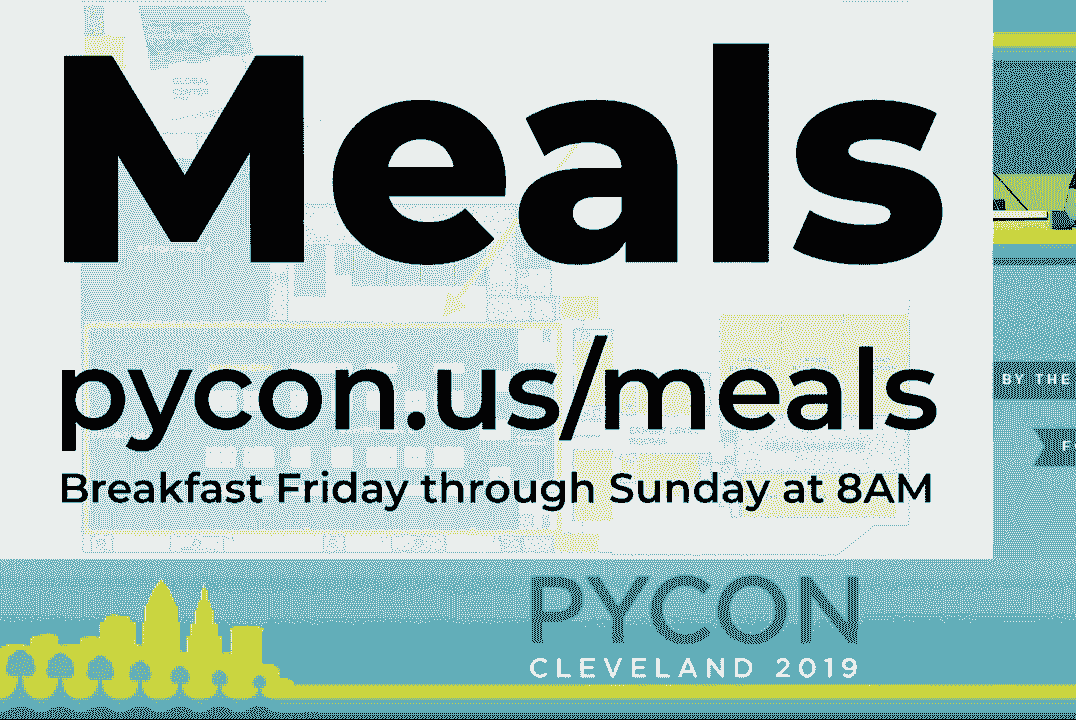 Meals
pycon.us/meals
Breakfast Friday through Sunday at 8AM
BY THE
PYCON
CLEVELAND 2019